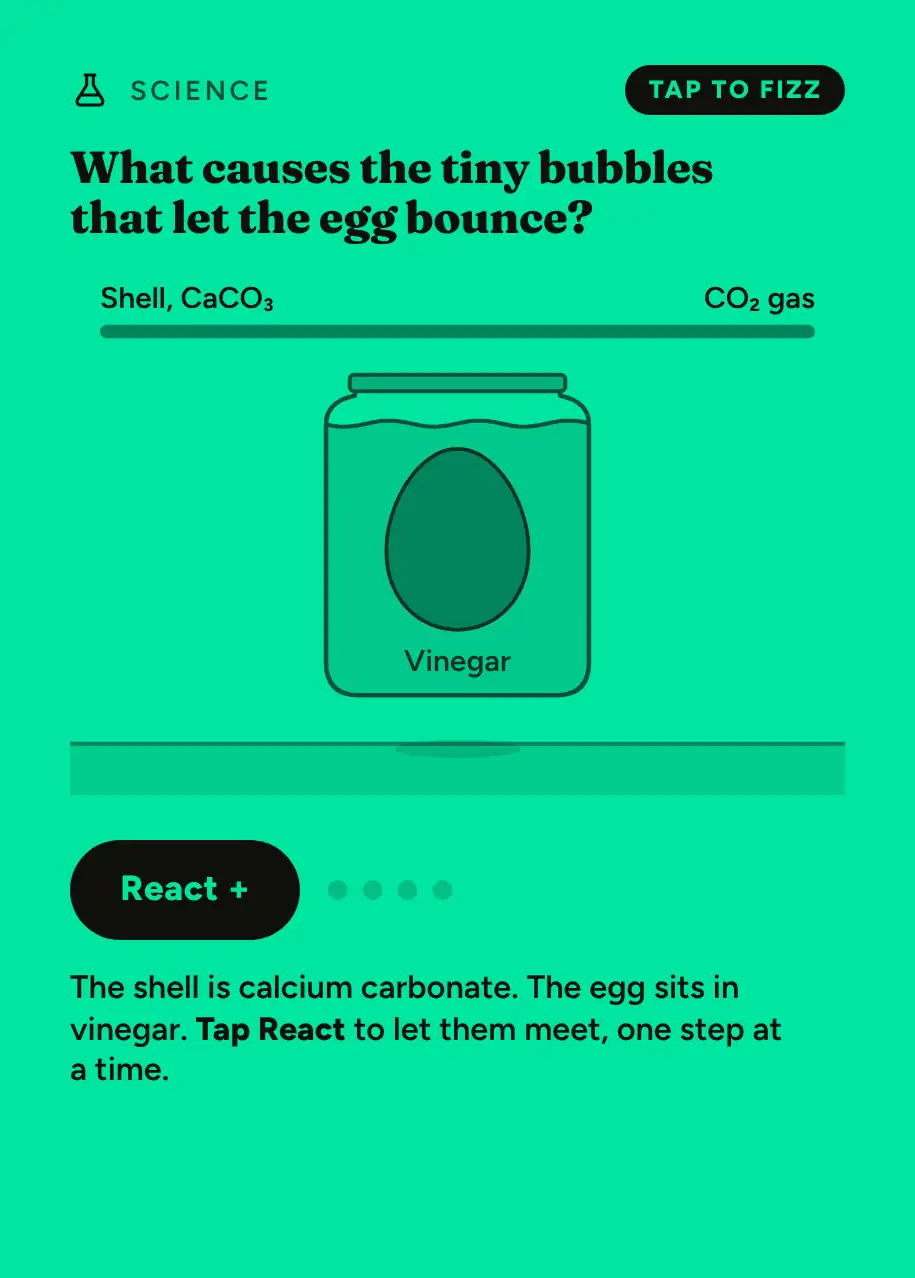 SCIENCE
TAP TO FIZZ
What causes the tiny bubbles
that let the egg bounce?
Shell, CaCO₃
CO₂ gas
Vinegar
React +
The shell is calcium carbonate. The egg sits in
vinegar. Tap React to let them meet, one step at
a time.